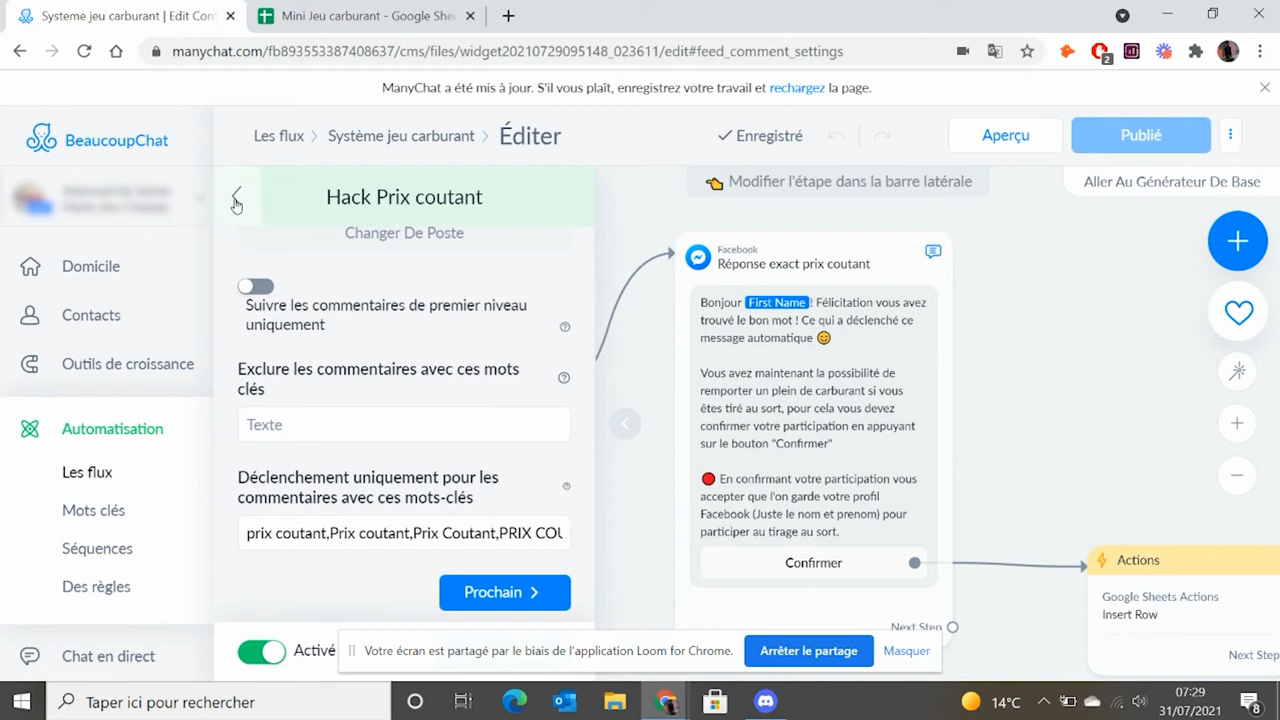 Systeme jeu carburant | Edit Con
Mini Jeu carburant - Google She
manychat.com/fb893553387408637/cms/files/widget20210729095148_023611/edit#feed_comment_settings
2
ManyChat a été mis à jour. S'il vous plaît, enregistrez votre travail et rechargez la page.
BeaucoupChat
Les flux
Système jeu carburant
Éditer
Enregistré
Aperçu
Publié
Hack Prix coutant
Changer De Poste
Modifier l'étape dans la barre latérale
Aller Au Générateur De Base
Domicile
Contacts
Outils de croissance
Automatisation
Les flux
Mots clés
Séquences
Des règles
Chat en direct
Suivre les commentaires de premier niveau
uniquement
Exclure les commentaires avec ces mots
clés
Texte
Déclenchement uniquement pour les
commentaires avec ces mots-clés
prix coutant,Prix coutant,Prix Coutant,PRIX COU
Prochain
Activé
Facebook
Réponse exact prix coutant
Bonjour First Name ! Félicitation vous avez
trouvé le bon mot ! Ce qui a déclenché ce
message automatique
Vous avez maintenant la possibilité de
remporter un plein de carburant si vous
êtes tiré au sort, pour cela vous devez
confirmer votre participation en appuyant
sur le bouton "Confirmer"
En confirmant votre participation vous
accepter que l'on garde votre profil
Facebook (Juste le nom et prenom) pour
participer au tirage au sort.
Confirmer
Next Step
Actions
Google Sheets Actions
Insert Row
Next Step
Votre écran est partagé par le biais de l'application Loom for Chrome.
Arrêter le partage
Masquer
Taper ici pour rechercher
14°C
07:29
31/07/2021
8